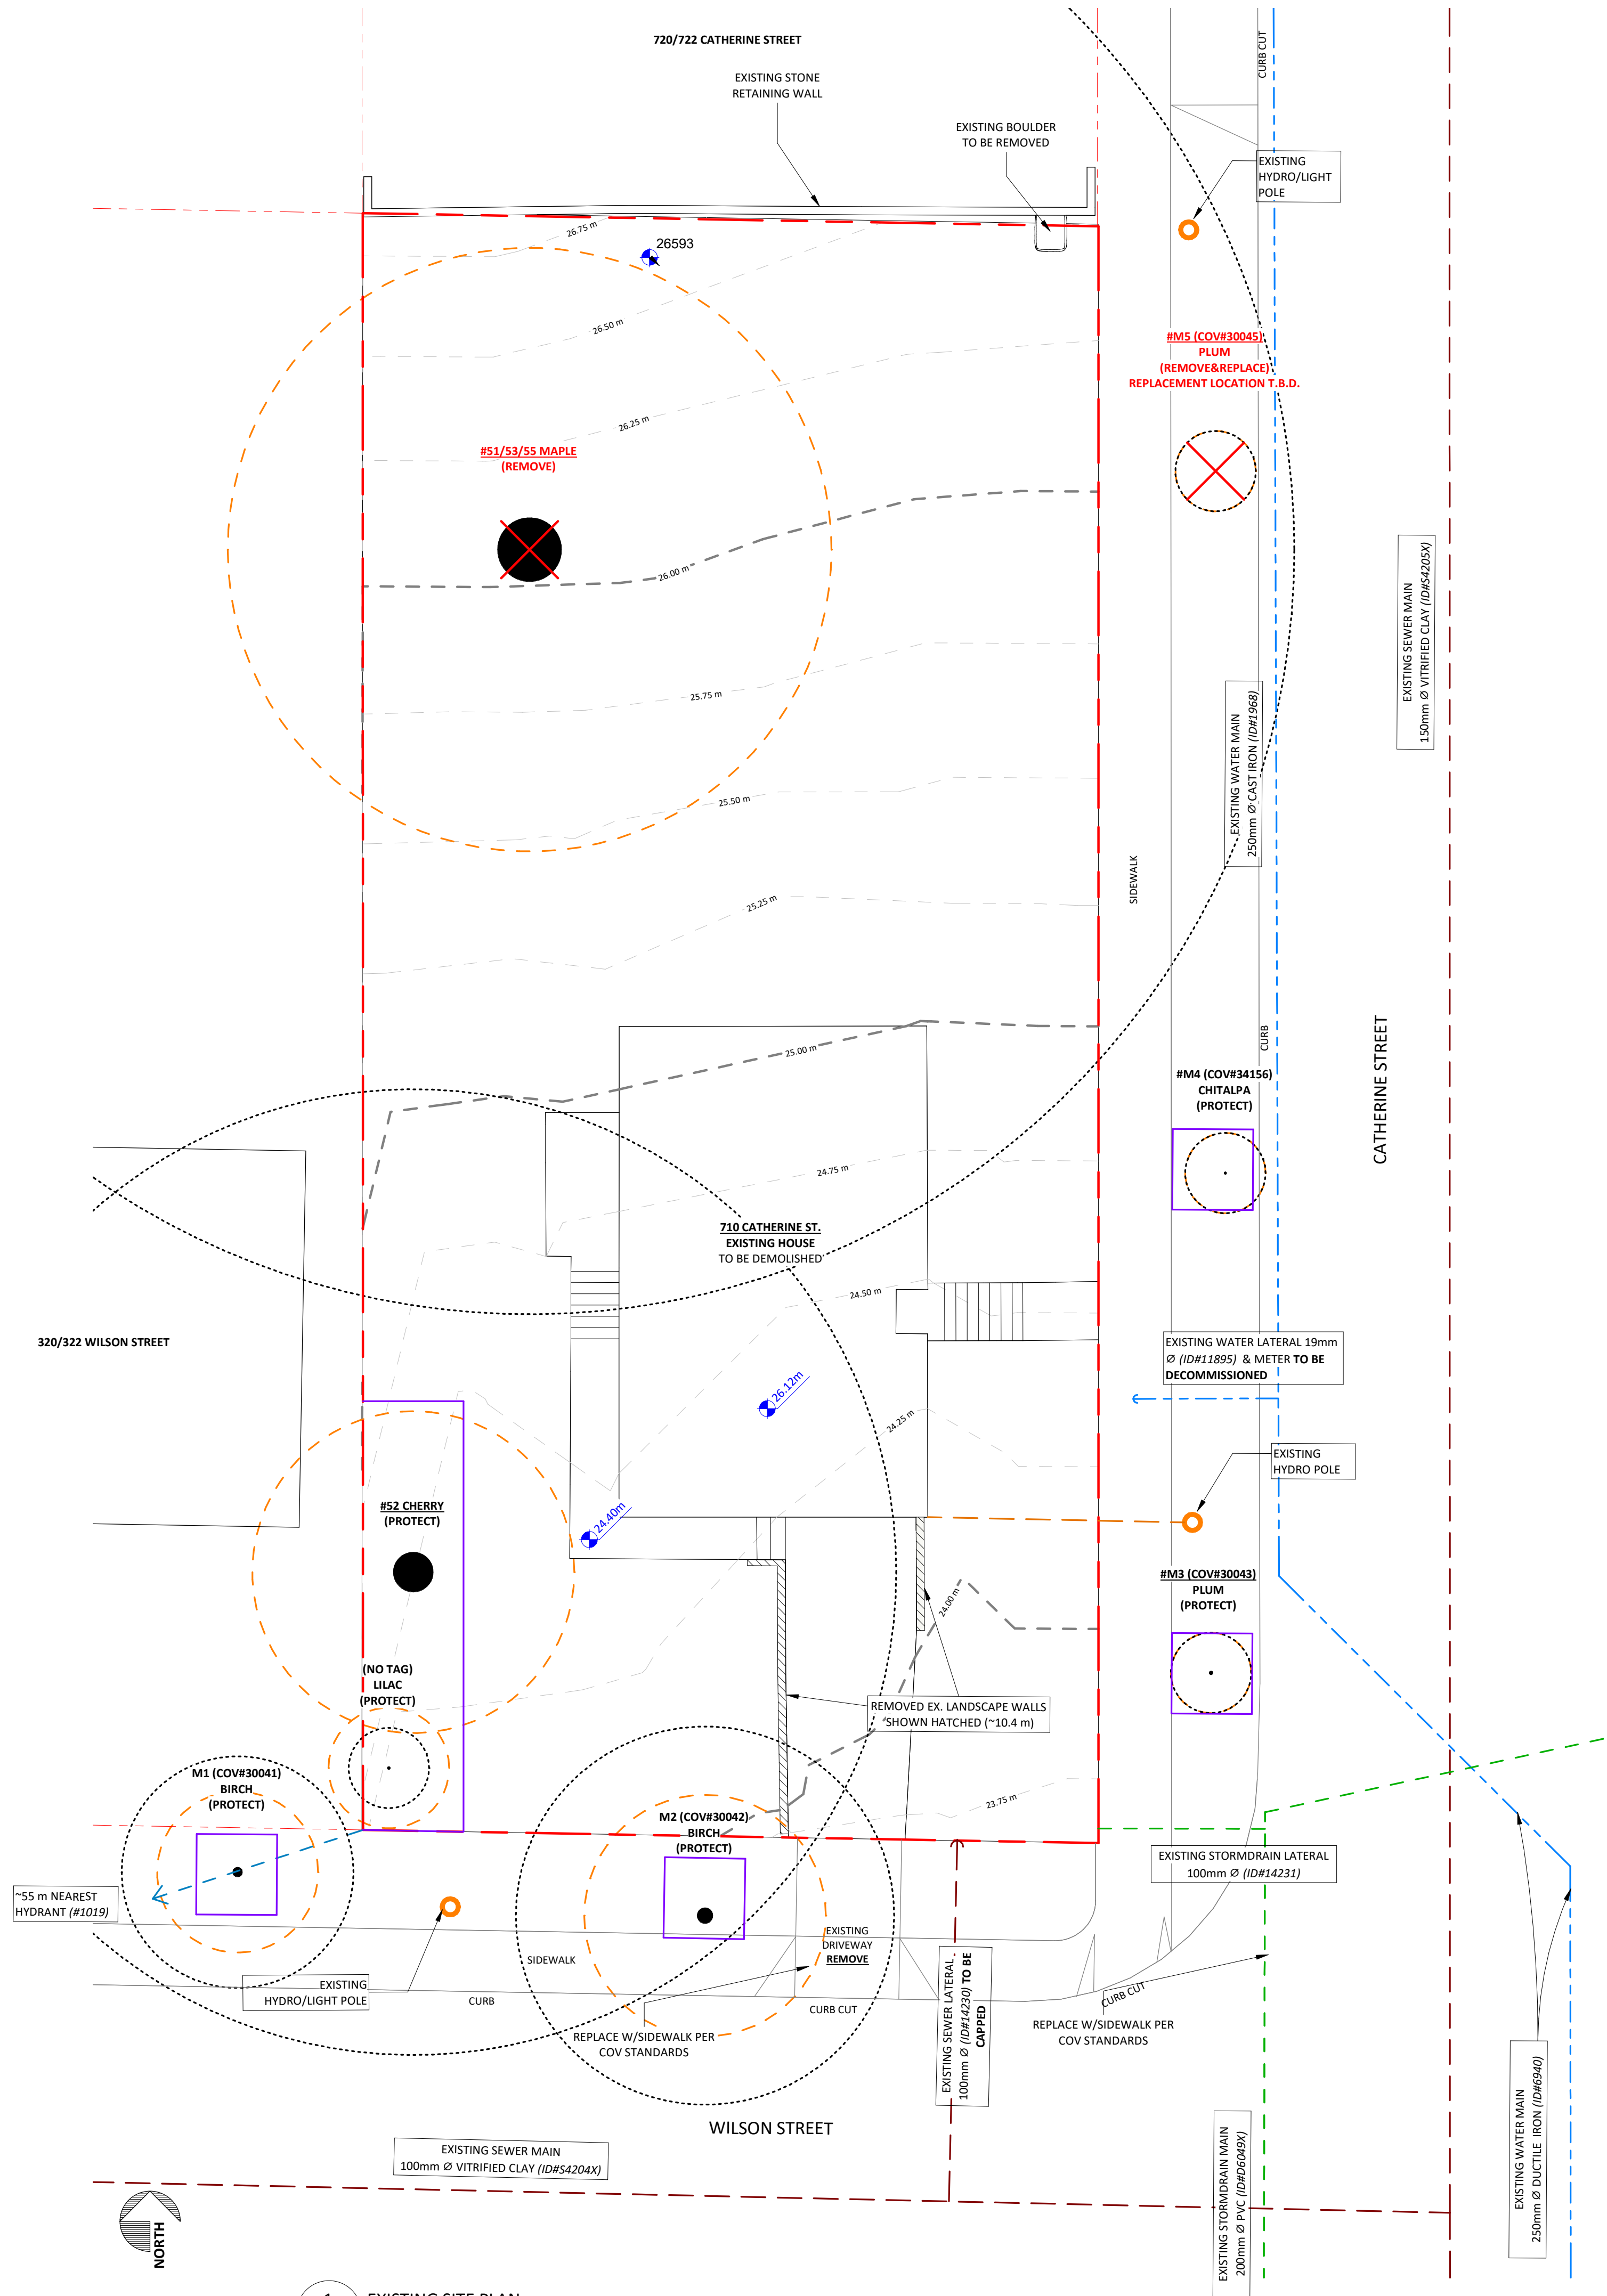 720/722 CATHERINE STREET
EXISTING STONE
RETAINING WALL
EXISTING BOULDER
TO BE REMOVED
CURB CUT
EXISTING
HYDRO/LIGHT
POLE
26.75 m
26593
26.50 m
#M5 (COV#30045)
PLUM
(REMOVE&REPLACE)
REPLACEMENT LOCATION T.B.D.
26.25 m
#51/53/55 MAPLE
(REMOVE)
26.00 m
EXISTING SEWER MAIN
150mm Ø VITRIFIED CLAY (ID#S4205X)
25.75 m
EXISTING WATER MAIN
250mm Ø CAST IRON (ID#1968)
25.50 m
SIDEWALK
25.25 m
25.00 m
CURB
CATHERINE STREET
#M4 (COV#34156)
CHITALPA
(PROTECT)
24.75 m
710 CATHERINE ST.
EXISTING HOUSE
TO BE DEMOLISHED
24.50 m
320/322 WILSON STREET
EXISTING WATER LATERAL 19mm
Ø (ID#11895) & METER TO BE
DECOMMISSIONED
26.12m
24.25 m
EXISTING
HYDRO POLE
#52 CHERRY
(PROTECT)
24.40m
#M3 (COV#30043)
PLUM
(PROTECT)
24.00 m
(NO TAG)
LILAC
(PROTECT)
REMOVED EX. LANDSCAPE WALLS
SHOWN HATCHED (~10.4 m)
M1 (COV#30041)
BIRCH
(PROTECT)
23.75 m
M2 (COV#30042)
BIRCH
(PROTECT)
EXISTING STORMDRAIN LATERAL
100mm Ø (ID#14231)
~55 m NEAREST
HYDRANT (#1019)
EXISTING
DRIVEWAY
REMOVE
SIDEWALK
EXISTING
HYDRO/LIGHT POLE
CURB
CURB CUT
CURB CUT
REPLACE W/SIDEWALK PER
COV STANDARDS
EXISTING SEWER LATERAL
100mm Ø (ID#14230) TO BE
CAPPED
REPLACE W/SIDEWALK PER
COV STANDARDS
WILSON STREET
EXISTING SEWER MAIN
100mm Ø VITRIFIED CLAY (ID#S4204X)
EXISTING STORMDRAIN MAIN
200mm Ø PVC (ID#D6049X)
EXISTING WATER MAIN
250mm Ø DUCTILE IRON (ID#6940)
NORTH
1
EXISTING SITE PLAN